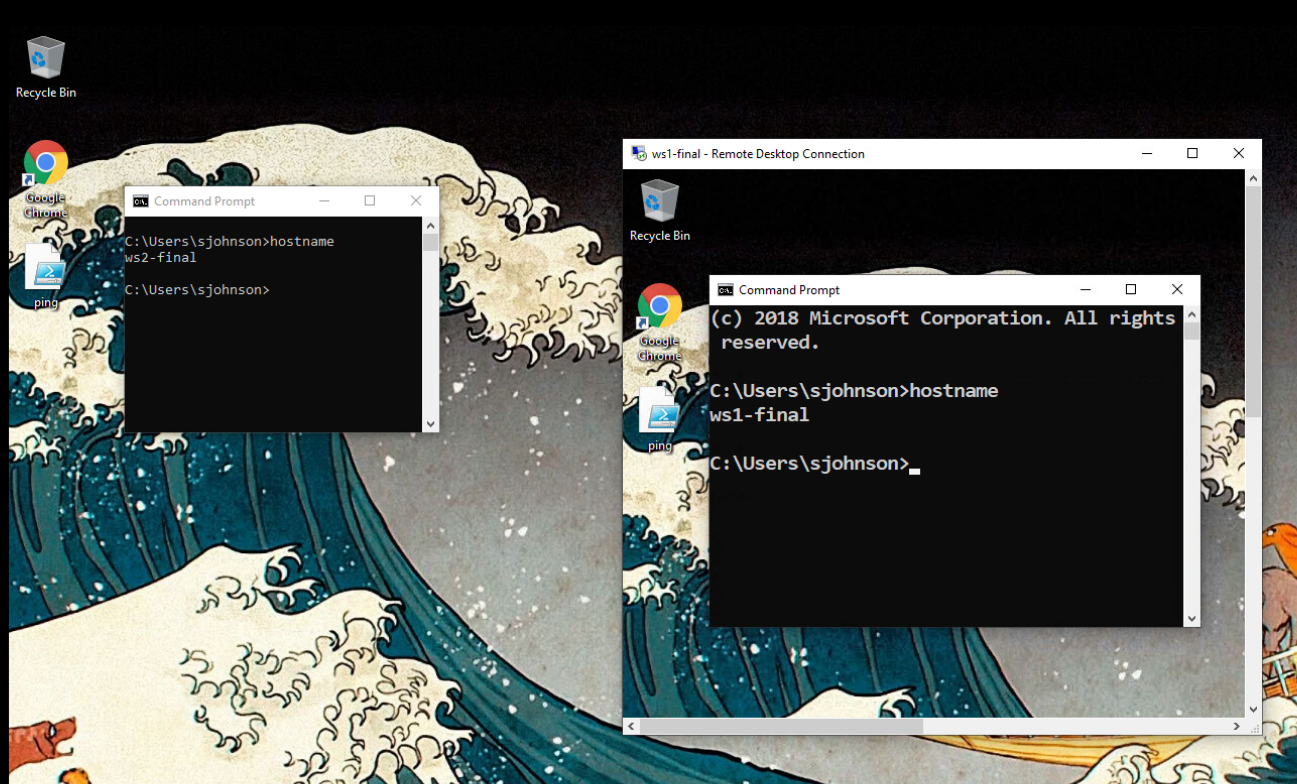 Recycle Bin
Google
Chrome
ping
Command Prompt
C:\Users\sjohnson>hostname
ws2-final
C:\Users\sjohnson>
ws1-final - Remote Desktop Connection
Recycle Bin
Google
Chrome
ping
Command Prompt
(c) 2018 Microsoft Corporation. All rights
reserved.
C:\Users\sjohnson>hostname
ws1-final
C:\Users\sjohnson>